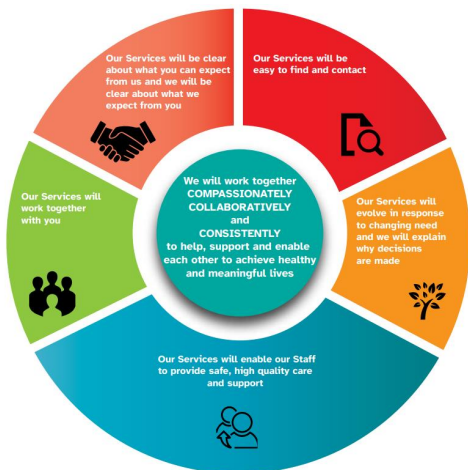 Our Services will be clear
about what you can expect
from us and we will be
clear about what we
expect from you
Our Services will be
easy to find and contact
Our Services will
work together
with you
We will work together
COMPASSIONATELY
COLLABORATIVELY
and
CONSISTENTLY
to help, support and enable
each other to achieve healthy
and meaningful lives
Our Services will
evolve in response
to changing need
and we will explain
why decisions
are made
Our Services will enable our Staff
to provide safe, high quality care
and support